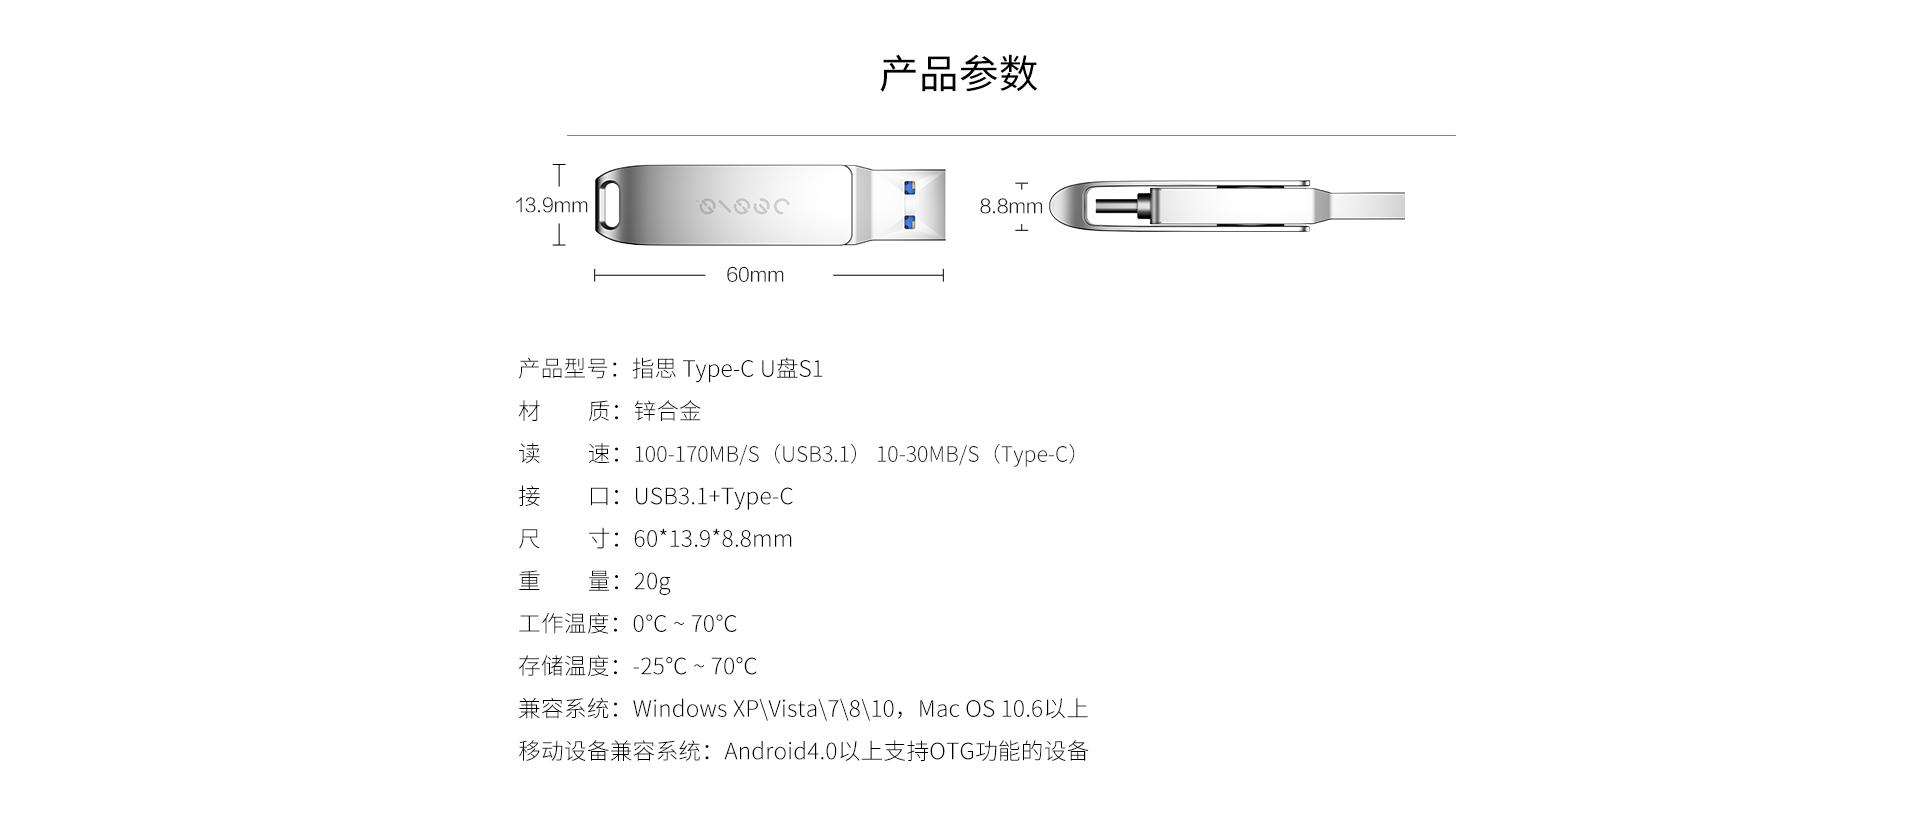 产品参数
13.9mm
8.8mm
60mm
产品型号：指思 Type-C U盘S1
材 质：锌合金
读 速：100-170MB/S（USB3.1） 10-30MB/S（Type-C）
接 口：USB3.1+Type-C
尺 寸：60*13.9*8.8mm
重 量：20g
工作温度：0℃ ~ 70℃
存储温度：-25℃ ~ 70℃
兼容系统：Windows XP\Vista\7\8\10，Mac OS 10.6以上
移动设备兼容系统：Android4.0以上支持OTG功能的设备